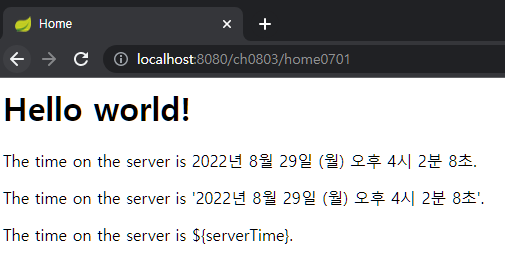 Home
localhost:8080/ch0803/home0701
Hello world!
The time on the server is 2022년 8월 29일 (월) 오후 4시 2분 8초.
The time on the server is '2022년 8월 29일 (월) 오후 4시 2분 8초'.
The time on the server is ${serverTime}.